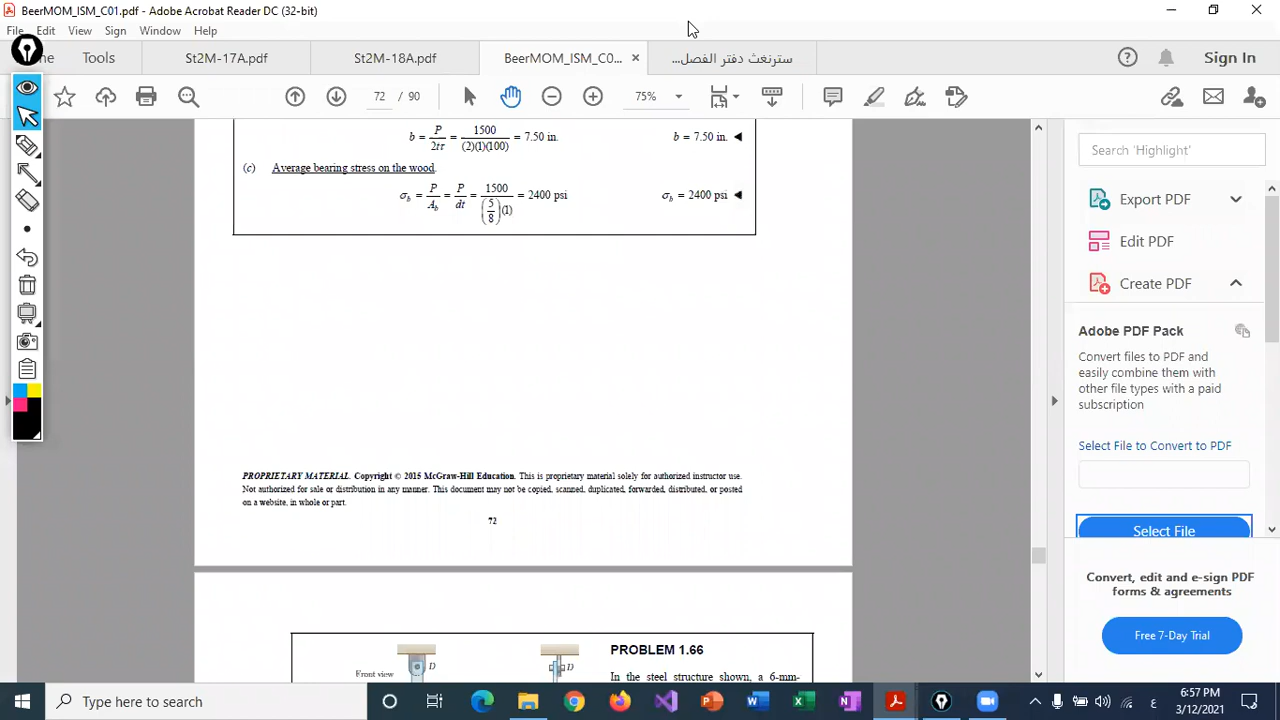 BeerMOM_ISM_C01.pdf - Adobe Acrobat Reader DC (32-bit)
File Edit View Sign Window Help
me Tools St2M-17A.pdf St2M-18A.pdf BeerMOM_ISM_C0... × سترنغث دفتر الفصل... Sign In
72 / 90 75%
b = P/2tτ = 1500/(2)(1)(100) = 7.50 in. b = 7.50 in. ◄
(c) Average bearing stress on the wood.
σb = P/Ab = P/dt = 1500/(5/8)(1) = 2400 psi σb = 2400 psi ◄
PROPRIETARY MATERIAL. Copyright © 2015 McGraw-Hill Education. This is proprietary material solely for authorized instructor use.
Not authorized for sale or distribution in any manner. This document may not be copied, scanned, duplicated, forwarded, distributed, or posted
on a website, in whole or part.
72
PROBLEM 1.66
Front view D D In the steel structure shown, a 6-mm-
Search 'Highlight'
Export PDF
Edit PDF
Create PDF
Adobe PDF Pack
Convert files to PDF and
easily combine them with
other file types with a paid
subscription
Select File to Convert to PDF
Select File
Convert, edit and e-sign PDF
forms & agreements
Free 7-Day Trial
Type here to search
ع 6:57 PM
3/12/2021